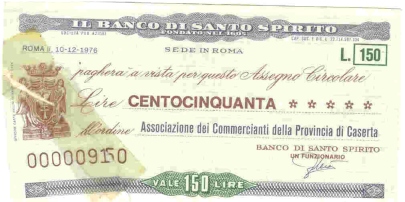 IL BANCO DI SANTO SPIRITO
FONDATO NEL 1605
ROMA li 10-12-1976 SEDE IN ROMA
L. 150
pagherà a vista per questo Assegno Circolare
Lire CENTOCINQUANTA * * * * *
all'ordine Associazione dei Commercianti della Provincia di Caserta
BANCO DI SANTO SPIRITO
UN FUNZIONARIO
000009150
VALE 150 LIRE